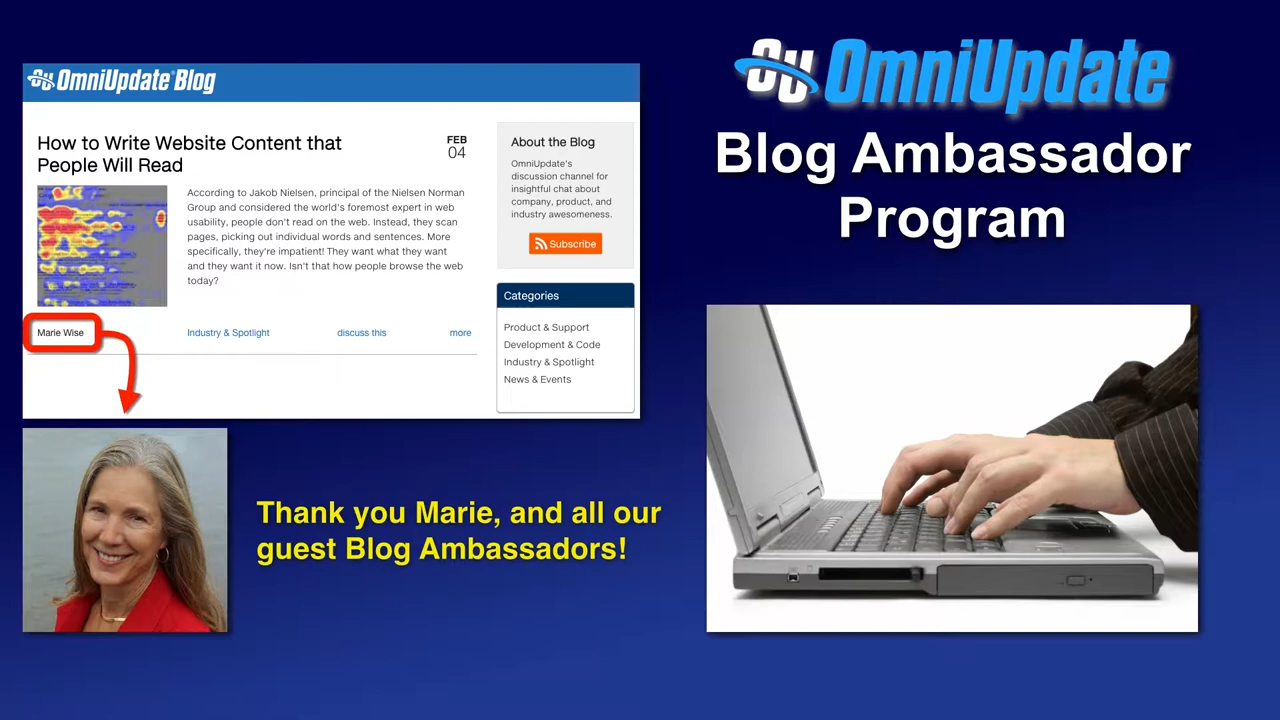 OmniUpdate® Blog
How to Write Website Content that
People Will Read
FEB
04
According to Jakob Nielsen, principal of the Nielsen Norman
Group and considered the world's foremost expert in web
usability, people don't read on the web. Instead, they scan
pages, picking out individual words and sentences. More
specifically, they're impatient! They want what they want
and they want it now. Isn't that how people browse the web
today?
Marie Wise
Industry & Spotlight
discuss this
more
About the Blog
OmniUpdate's
discussion channel for
insightful chat about
company, product, and
industry awesomeness.
Subscribe
Categories
Product & Support
Development & Code
Industry & Spotlight
News & Events
Thank you Marie, and all our
guest Blog Ambassadors!
OU OmniUpdate
Blog Ambassador
Program